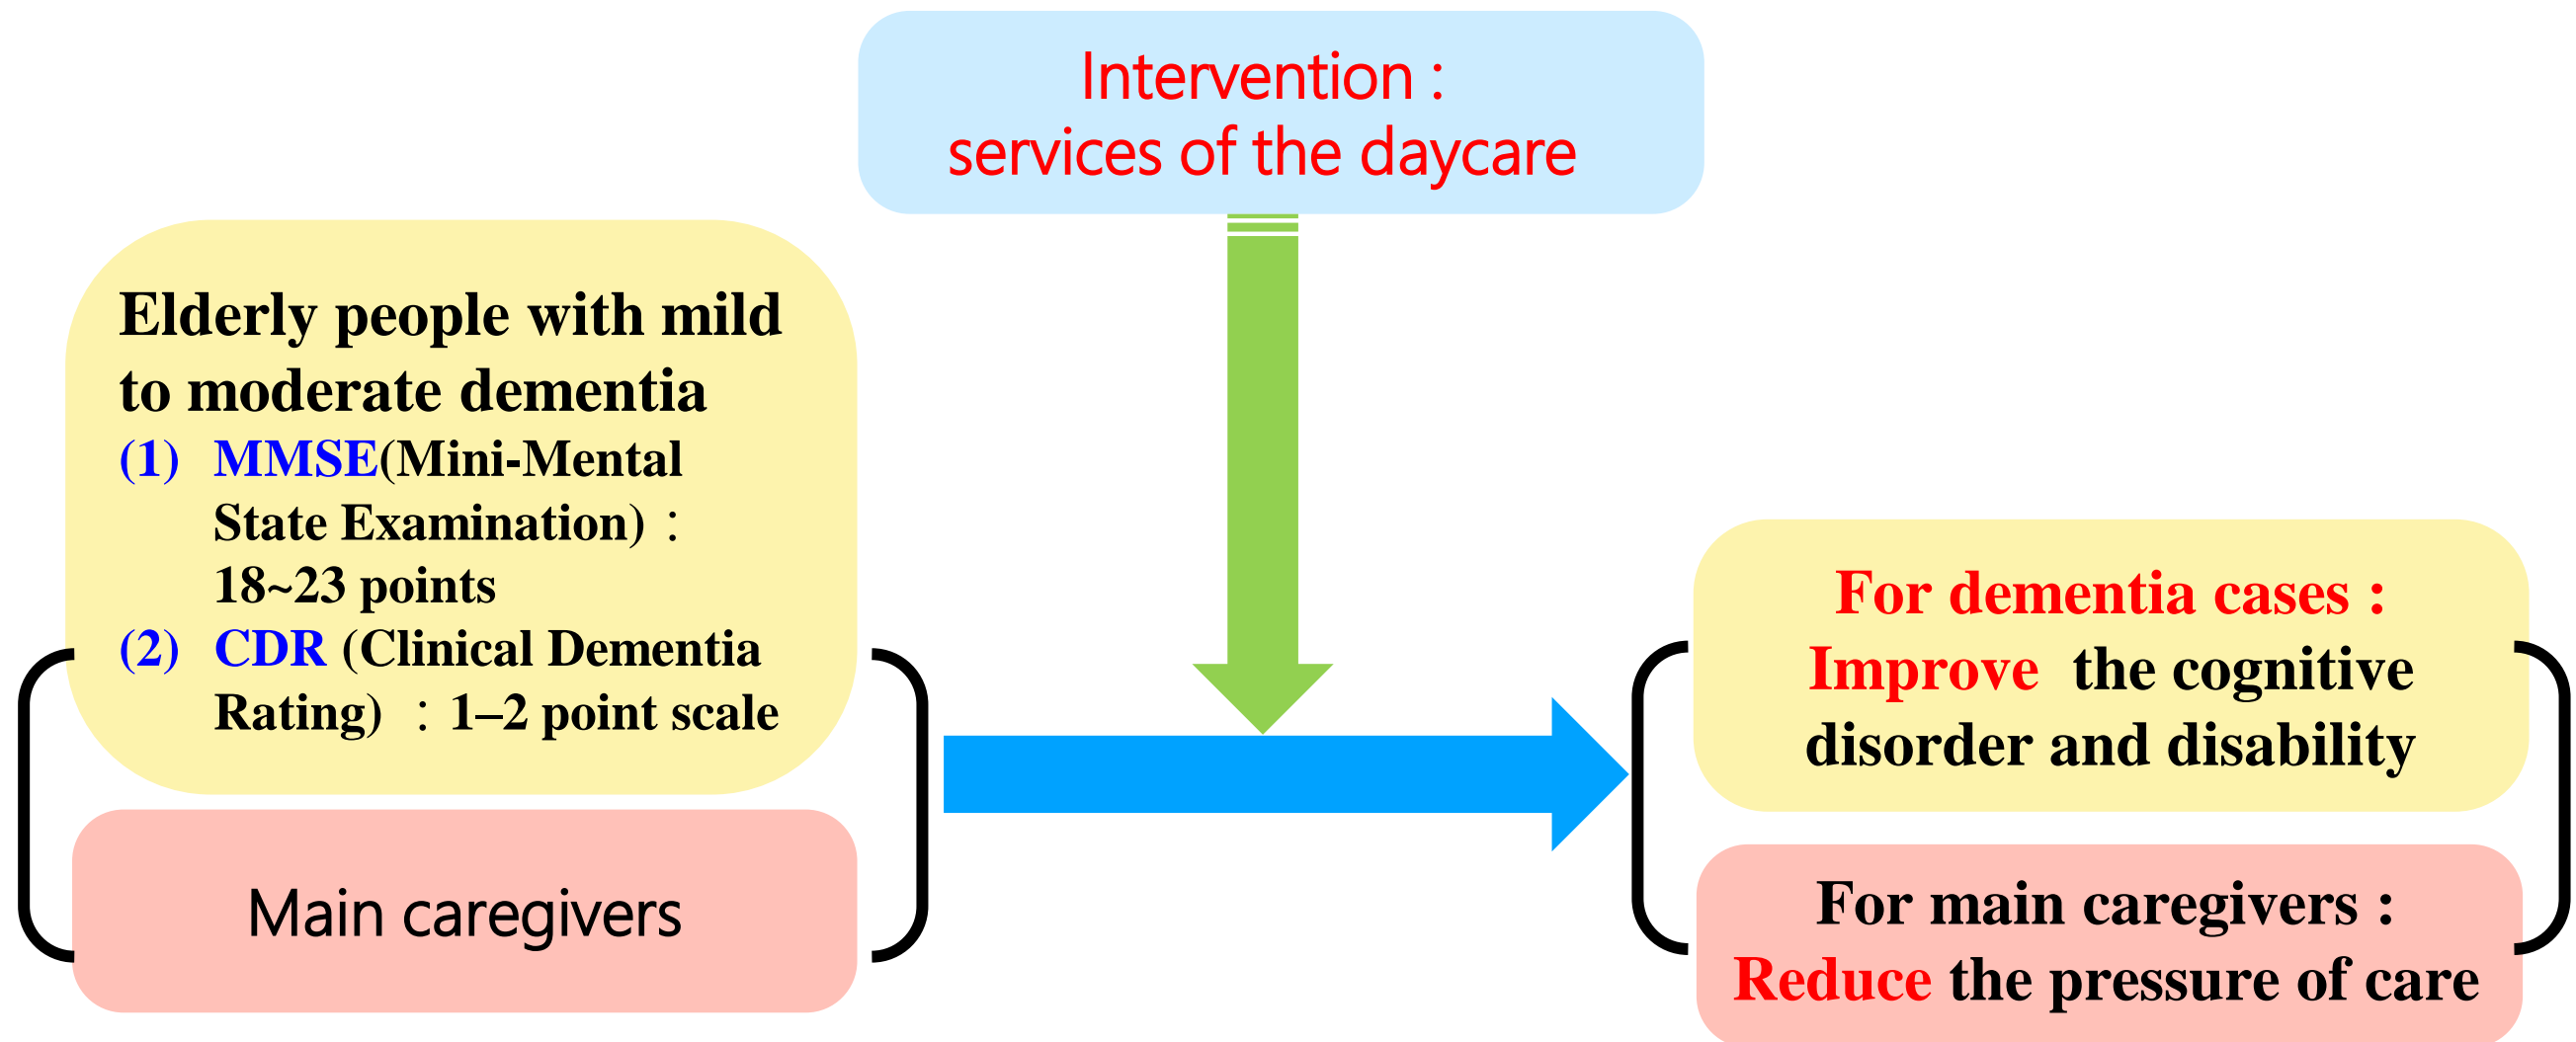 Intervention :
services of the daycare
Elderly people with mild
to moderate dementia
(1) MMSE(Mini-Mental
State Examination) :
18~23 points
(2) CDR (Clinical Dementia
Rating) : 1–2 point scale
Main caregivers
For dementia cases :
Improve the cognitive
disorder and disability
For main caregivers :
Reduce the pressure of care